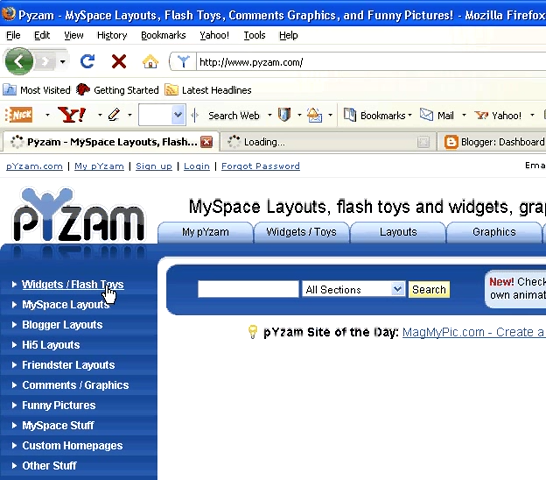 Pyzam - MySpace Layouts, Flash Toys, Comments Graphics, and Funny Pictures! - Mozilla Firefox
File Edit View History Bookmarks Yahoo! Tools Help
http://www.pyzam.com/
Most Visited Getting Started Latest Headlines
NICK Y! Search Web Bookmarks Mail Yahoo!
Pyzam - MySpace Layouts, Flash... Loading... Blogger: Dashboard
pYzam.com | My pYzam | Sign up | Login | Forgot Password Ema
pYzam
MySpace Layouts, flash toys and widgets, gra
My pYzam Widgets / Toys Layouts Graphics
Widgets / Flash Toys
MySpace Layouts
Blogger Layouts
Hi5 Layouts
Friendster Layouts
Comments / Graphics
Funny Pictures
MySpace Stuff
Custom Homepages
Other Stuff
All Sections Search
New! Check
own animat
pYzam Site of the Day: MagMyPic.com - Create a